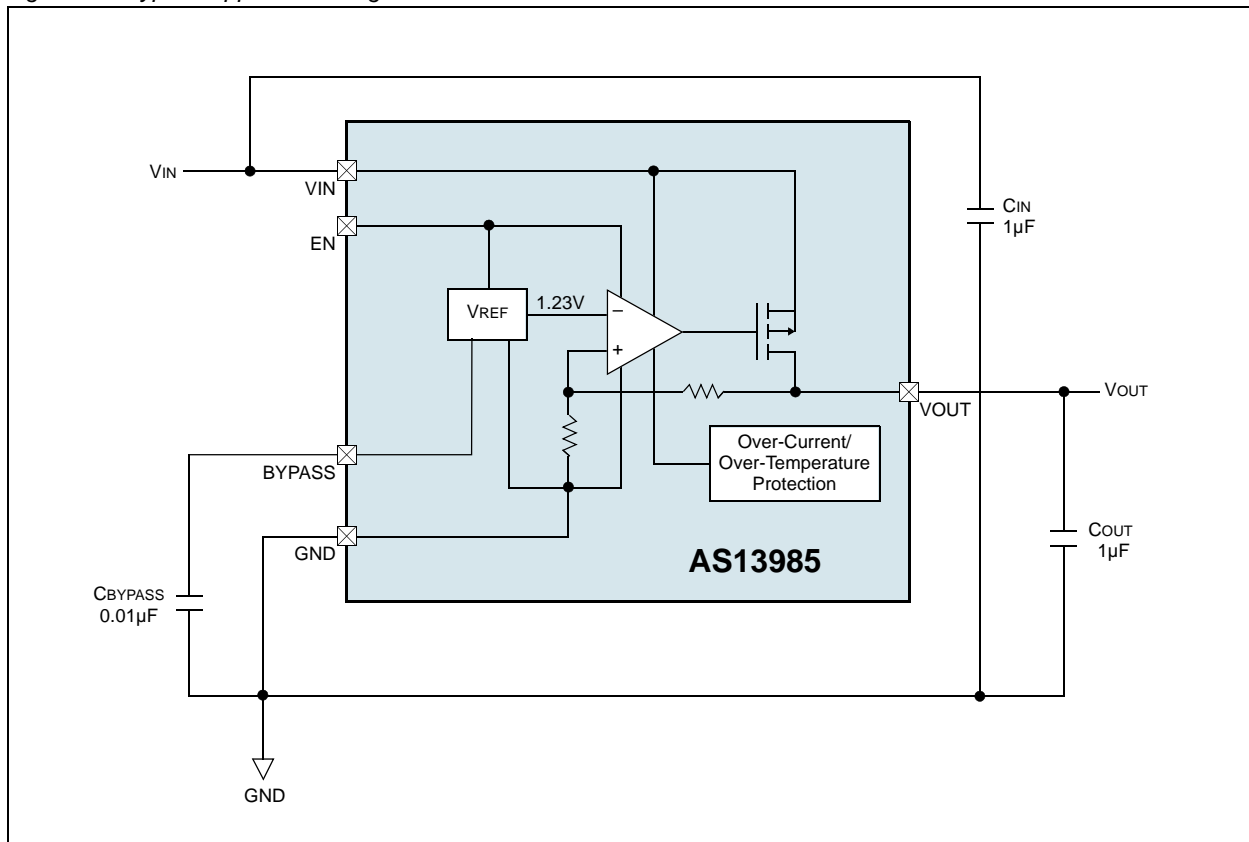 VIN
VIN
EN
VREF
1.23V
−
+
CIN
1µF
VOUT
VOUT
Over-Current/
Over-Temperature
Protection
BYPASS
GND
AS13985
COUT
1µF
CBYPASS
0.01µF
GND